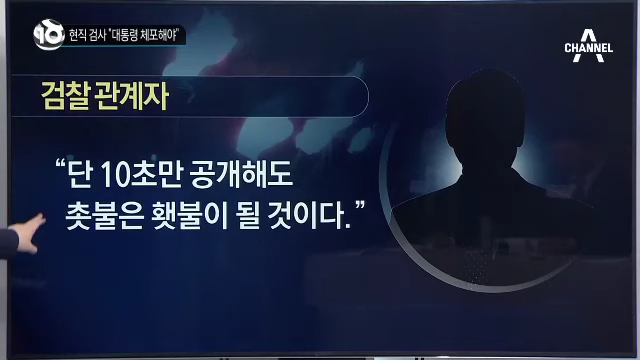 10 현직 검사 "대통령 체포해야"
CHANNEL A
검찰 관계자
“단 10초만 공개해도
촛불은 횃불이 될 것이다.”